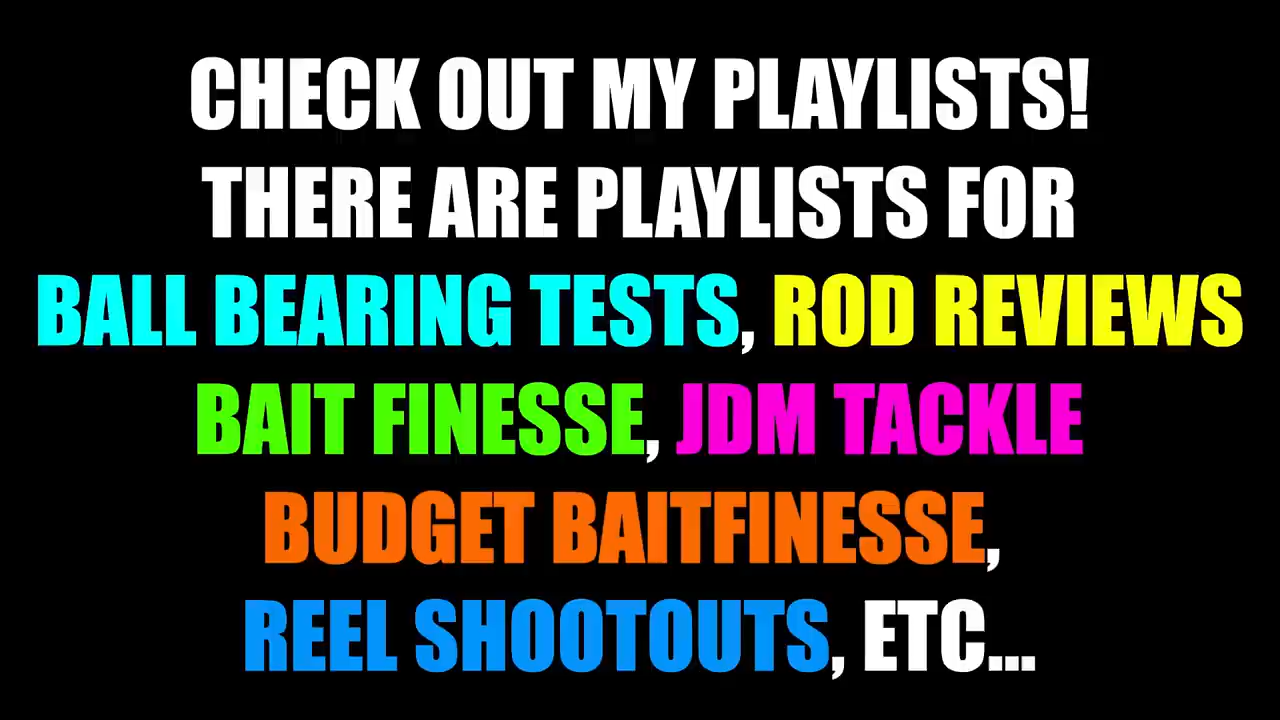 CHECK OUT MY PLAYLISTS!
THERE ARE PLAYLISTS FOR
BALL BEARING TESTS, ROD REVIEWS
BAIT FINESSE, JDM TACKLE
BUDGET BAITFINESSE,
REEL SHOOTOUTS, ETC...